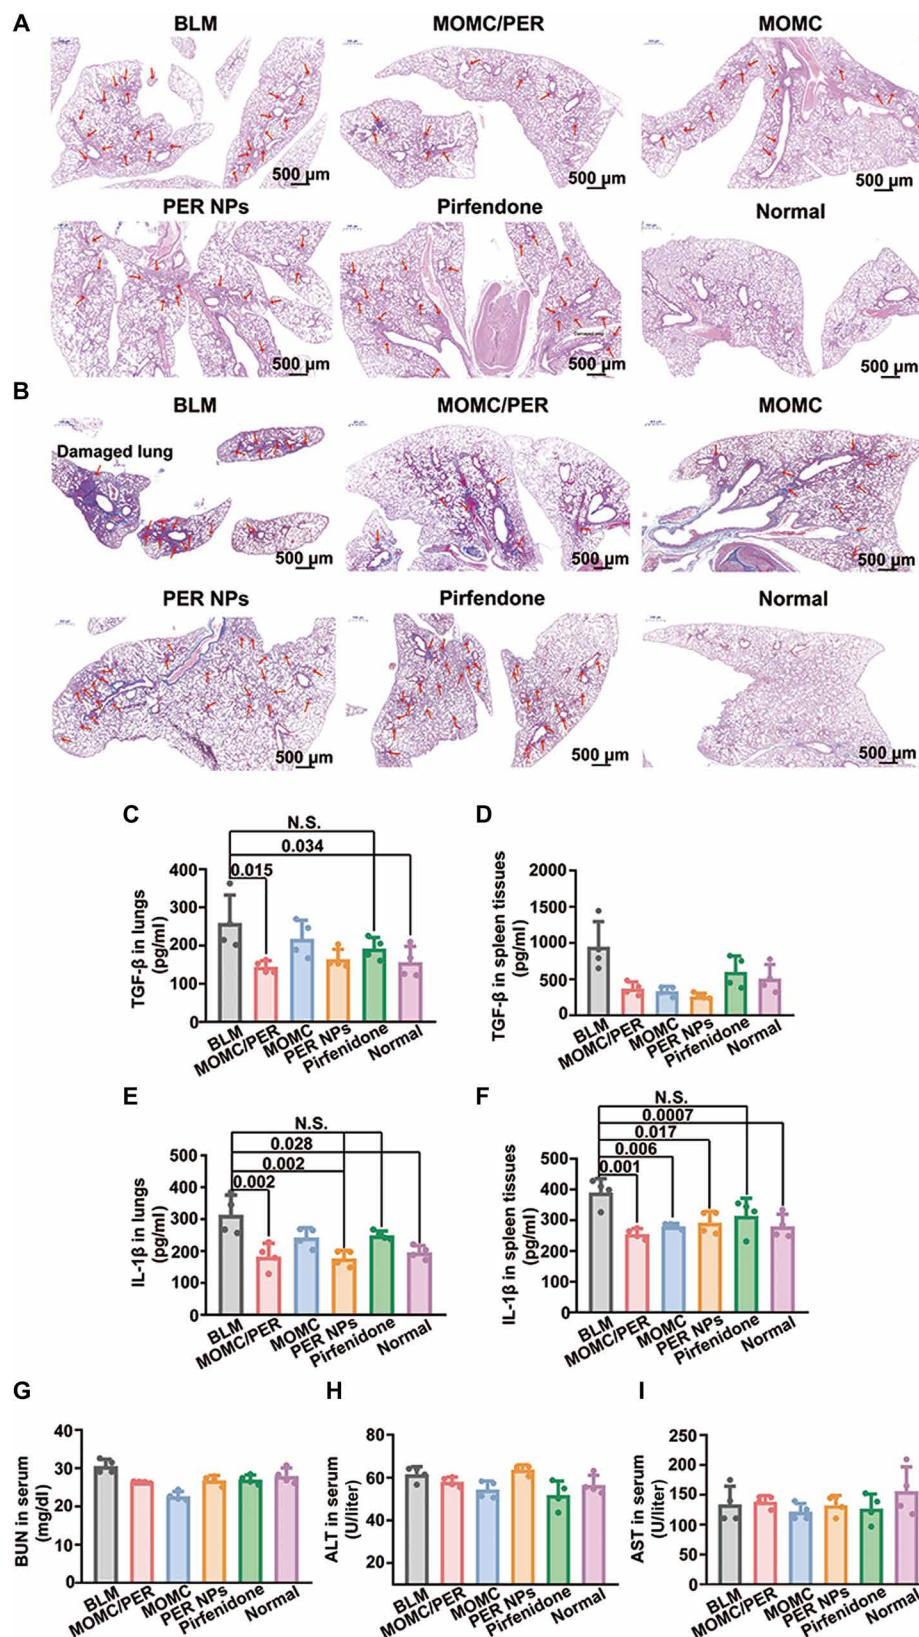 A
BLM
MOMC/PER
MOMC
500 µm
500 µm
500 µm
PER NPs
Pirfendone
Normal
Damaged lung
500 µm
500 µm
500 µm
B
BLM
MOMC/PER
MOMC
Damaged lung
500 µm
500 µm
500 µm
PER NPs
Pirfendone
Normal
500 µm
500 µm
500 µm
C
N.S.
0.034
0.015
400
300
200
100
0
TGF-β in lungs
(pg/ml)
BLM
MOMC/PER
MOMC
PER NPs
Pirfenidone
Normal
D
2000
1500
1000
500
0
TGF-β in spleen tissues
(pg/ml)
BLM
MOMC/PER
MOMC
PER NPs
Pirfenidone
Normal
E
N.S.
0.028
0.002
0.002
500
400
300
200
100
0
IL-1β in lungs
(pg/ml)
BLM
MOMC/PER
MOMC
PER NPs
Pirfenidone
Normal
F
N.S.
0.0007
0.017
0.006
0.001
500
400
300
200
100
0
IL-1β in spleen tissues
(pg/ml)
BLM
MOMC/PER
MOMC
PER NPs
Pirfenidone
Normal
G
40
30
20
10
0
BUN in serum
(mg/dl)
BLM
MOMC/PER
MOMC
PER NPs
Pirfenidone
Normal
H
80
60
40
20
ALT in serum
(U/liter)
BLM
MOMC/PER
MOMC
PER NPs
Pirfenidone
Normal
I
250
200
150
100
50
0
AST in serum
(U/liter)
BLM
MOMC/PER
MOMC
PER NPs
Pirfenidone
Normal